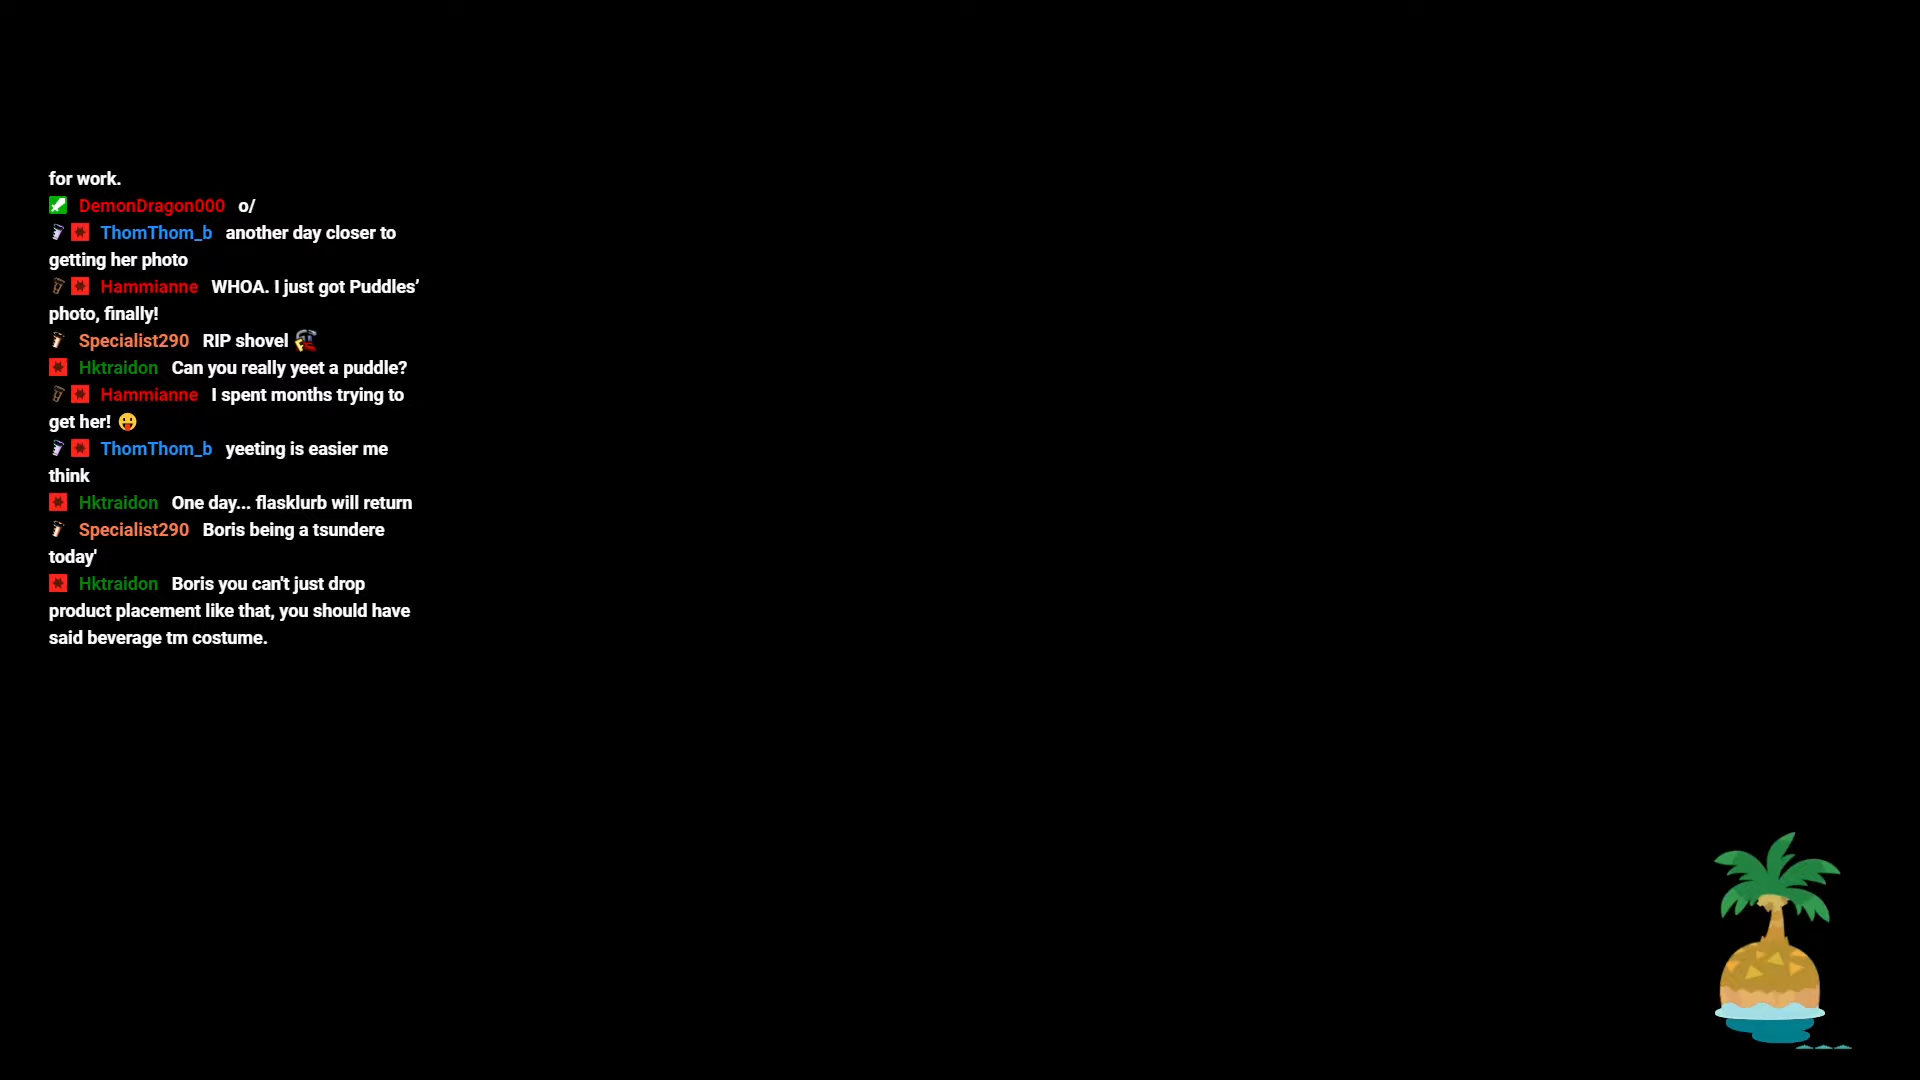 for work.
DemonDragon000 o/
ThomThom_b another day closer to
getting her photo
Hammianne WHOA. I just got Puddles’
photo, finally!
Specialist290 RIP shovel
Hktraidon Can you really yeet a puddle?
Hammianne I spent months trying to
get her! 😛
ThomThom_b yeeting is easier me
think
Hktraidon One day... flasklurb will return
Specialist290 Boris being a tsundere
today'
Hktraidon Boris you can't just drop
product placement like that, you should have
said beverage tm costume.